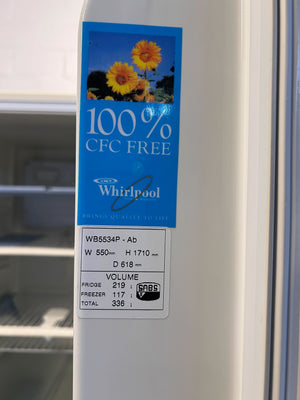 100%
CFC FREE
Whirlpool
BRINGS QUALITY TO LIFE
WB5534P - Ab
W 550mm H 1710mm
D 618mm
VOLUME
FRIDGE 219 l
FREEZER 117 l
TOTAL 336 l
SABS